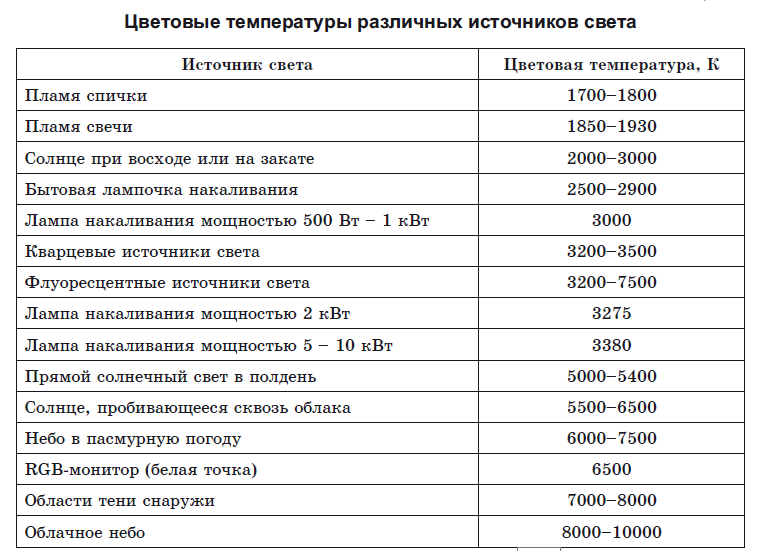 Цветовые температуры различных источников света
Источник света Цветовая температура, К
Пламя спички 1700–1800
Пламя свечи 1850–1930
Солнце при восходе или на закате 2000–3000
Бытовая лампочка накаливания 2500–2900
Лампа накаливания мощностью 500 Вт – 1 кВт 3000
Кварцевые источники света 3200–3500
Флуоресцентные источники света 3200–7500
Лампа накаливания мощностью 2 кВт 3275
Лампа накаливания мощностью 5 – 10 кВт 3380
Прямой солнечный свет в полдень 5000–5400
Солнце, пробивающееся сквозь облака 5500–6500
Небо в пасмурную погоду 6000–7500
RGB-монитор (белая точка) 6500
Области тени снаружи 7000–8000
Облачное небо 8000–10000